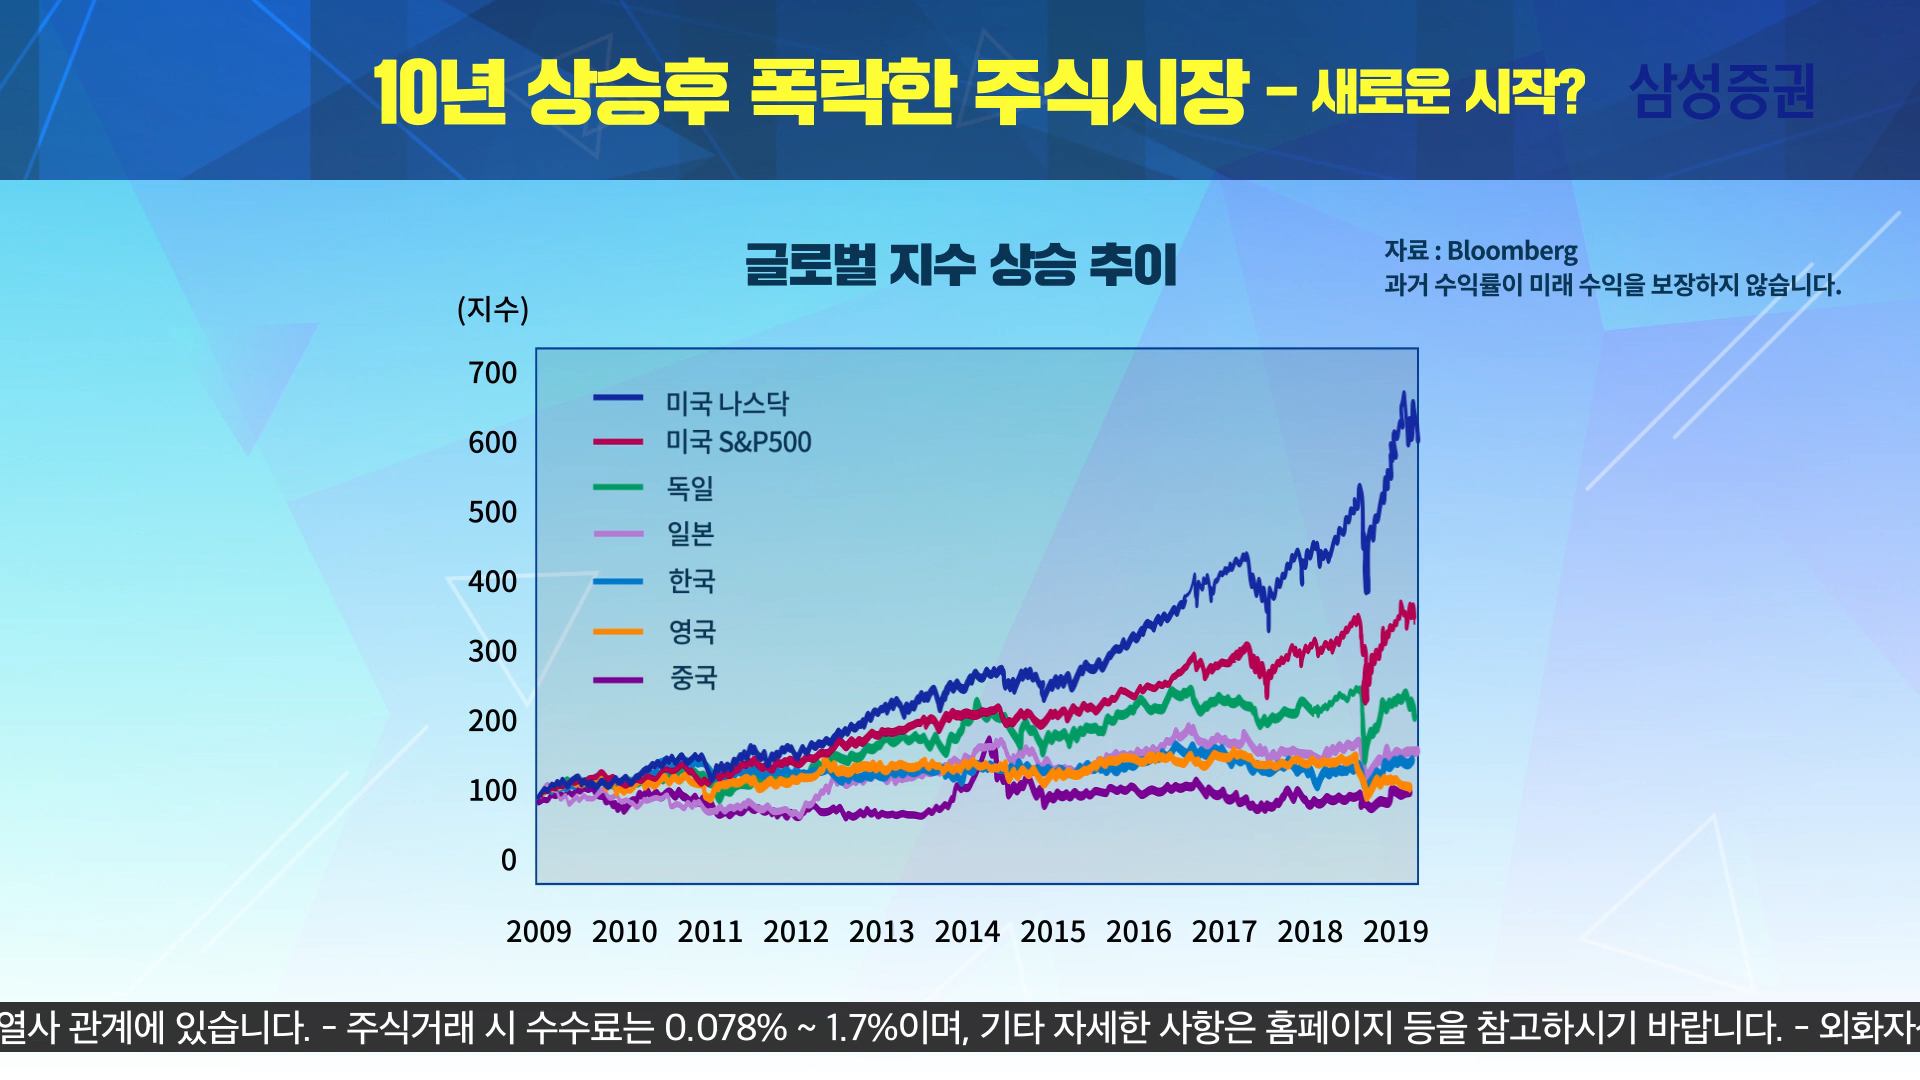 10년 상승후 폭락한 주식시장 - 새로운 시작?
삼성증권
글로벌 지수 상승 추이
자료 : Bloomberg
과거 수익률이 미래 수익을 보장하지 않습니다.
(지수)
700
600
500
400
300
200
100
0
미국 나스닥
미국 S&P500
독일
일본
한국
영국
중국
2009 2010 2011 2012 2013 2014 2015 2016 2017 2018 2019
열사 관계에 있습니다. - 주식거래 시 수수료는 0.078% ~ 1.7%이며, 기타 자세한 사항은 홈페이지 등을 참고하시기 바랍니다. - 외화자